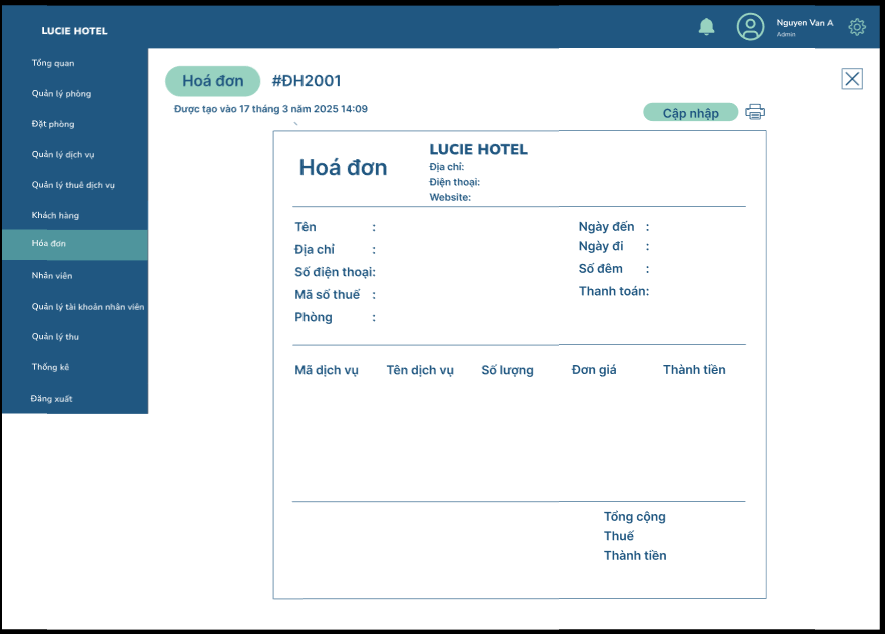 LUCIE HOTEL
Nguyen Van A
Admin
Tổng quan
Quản lý phòng
Đặt phòng
Quản lý dịch vụ
Quản lý thuê dịch vụ
Khách hàng
Hóa đơn
Nhân viên
Quản lý tài khoản nhân viên
Quản lý thu
Thống kê
Đăng xuất
Hoá đơn #ĐH2001
Được tạo vào 17 tháng 3 năm 2025 14:09
Cập nhập
Hoá đơn
LUCIE HOTEL
Địa chỉ:
Điện thoại:
Website:
Tên :
Địa chỉ :
Số điện thoại:
Mã số thuế :
Phòng :
Ngày đến :
Ngày đi :
Số đêm :
Thanh toán:
Mã dịch vụ Tên dịch vụ Số lượng Đơn giá Thành tiền
Tổng cộng
Thuế
Thành tiền